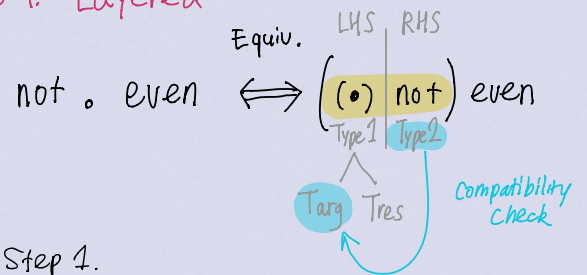 Layered
LHS RHS
Equiv.
not . even ⟺ ((•) not) even
Type1 Type2
Targ Tres
Compatibility
Check
Step 1.